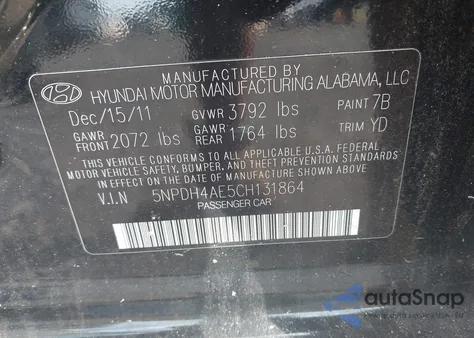 MANUFACTURED BY
HYUNDAI MOTOR MANUFACTURING ALABAMA, LLC
Dec/15/11 GVWR 3792 lbs PAINT 7B
GAWR FRONT 2072 lbs GAWR REAR 1764 lbs TRIM YD
THIS VEHICLE CONFORMS TO ALL APPLICABLE U.S.A. FEDERAL
MOTOR VEHICLE SAFETY, BUMPER, AND THEFT PREVENTION STANDARDS
IN EFFECT ON THE DATE OF MANUFACTURE SHOWN ABOVE.
V.I.N 5NPDH4AE5CH131864
PASSENGER CAR
autoSnap